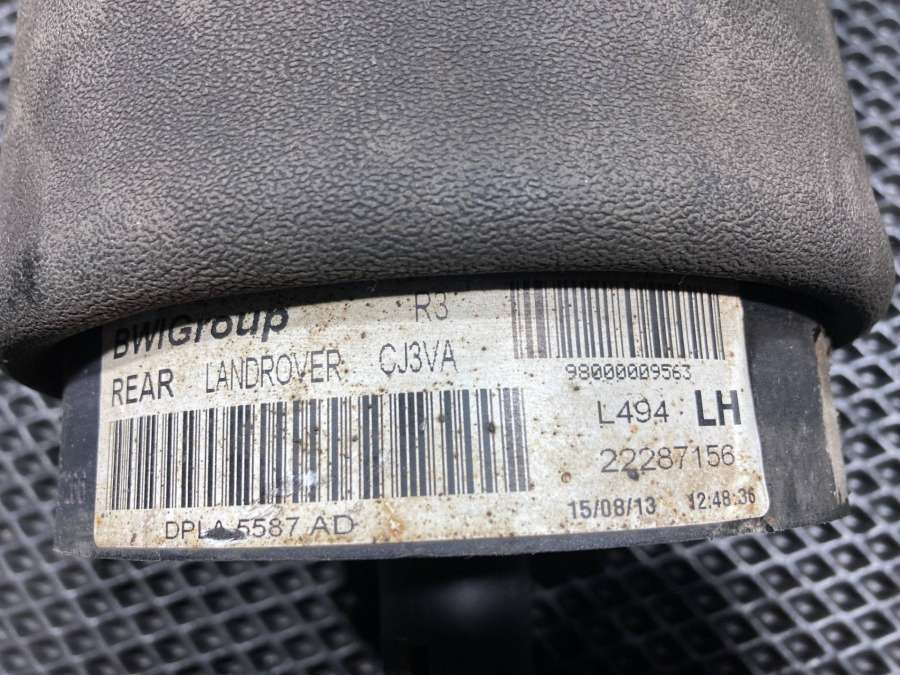 BWIGroup R3
REAR LANDROVER CJ3VA
98000009563
L494 LH
22287156
DPLA 5587 AD
15/08/13 12:48:36